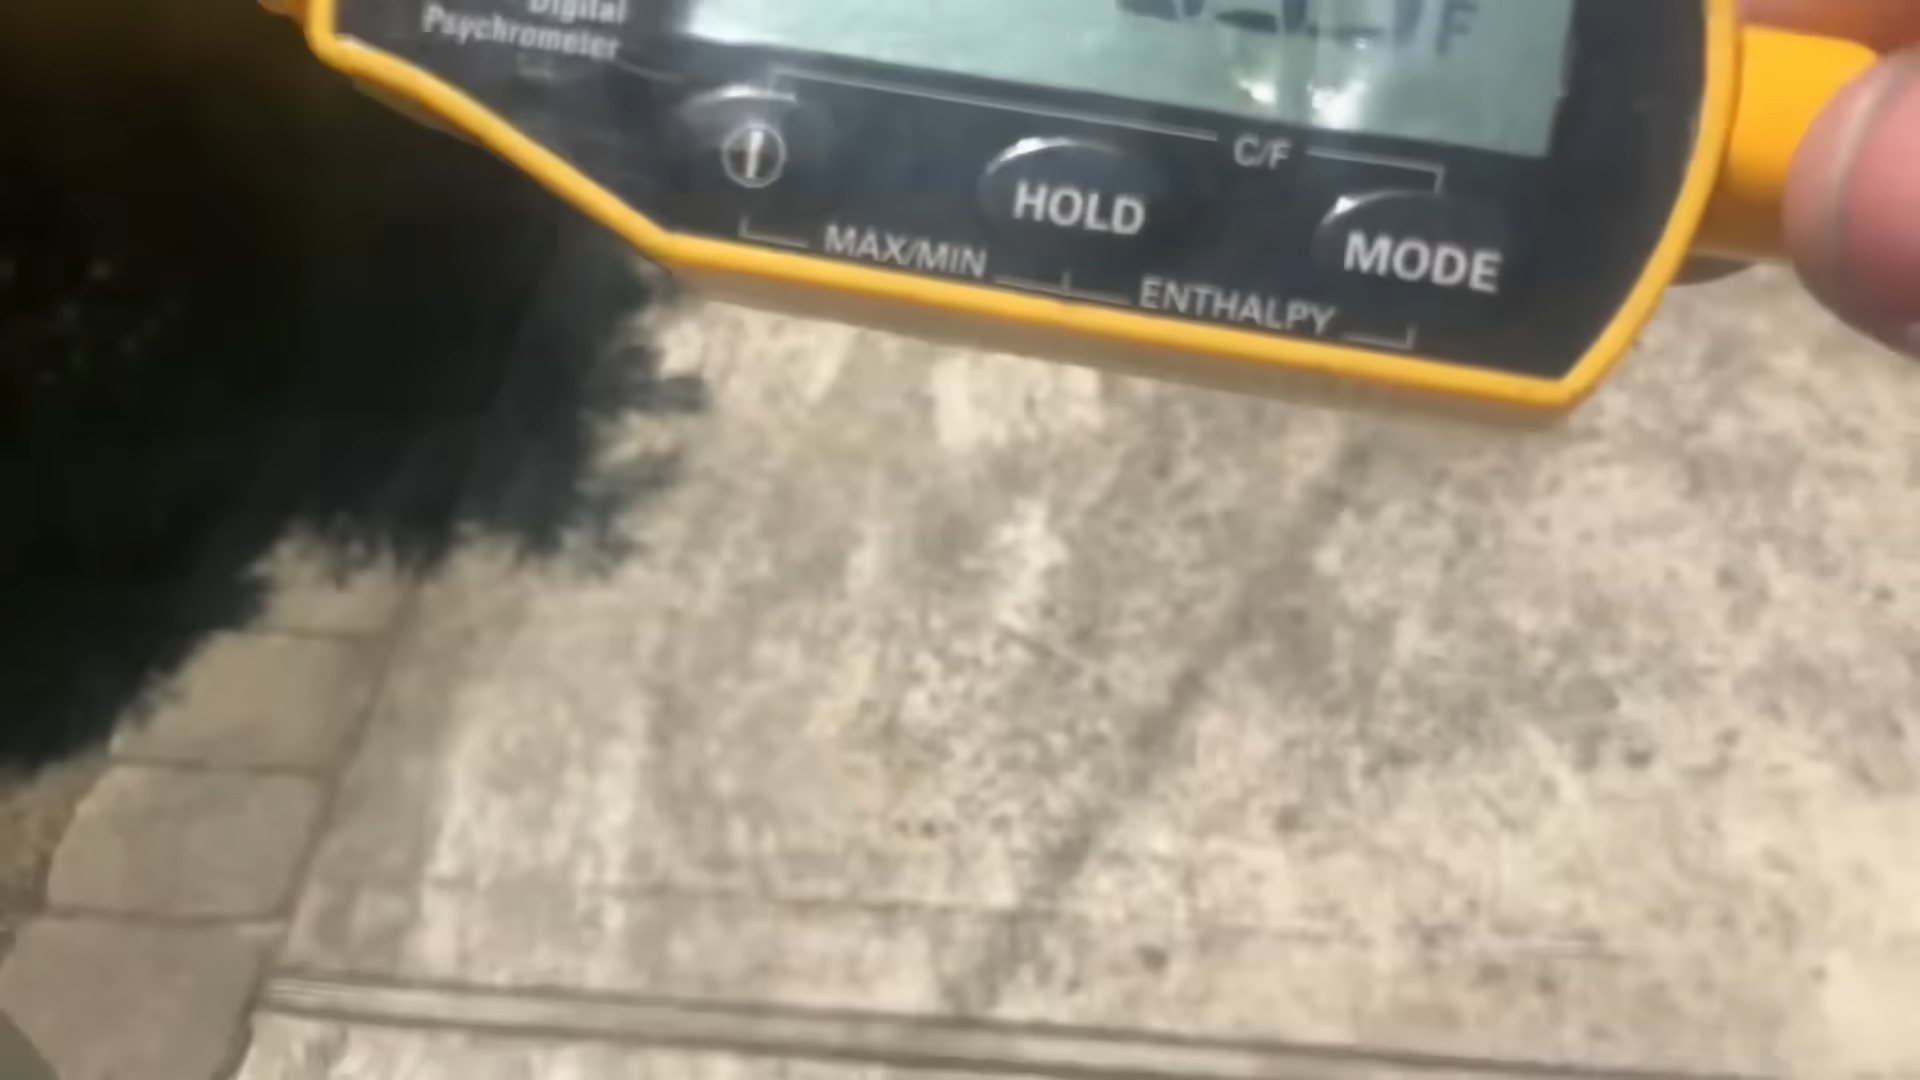 Digital
Psychrometer
F
C/F
HOLD
MODE
MAX/MIN
ENTHALPY